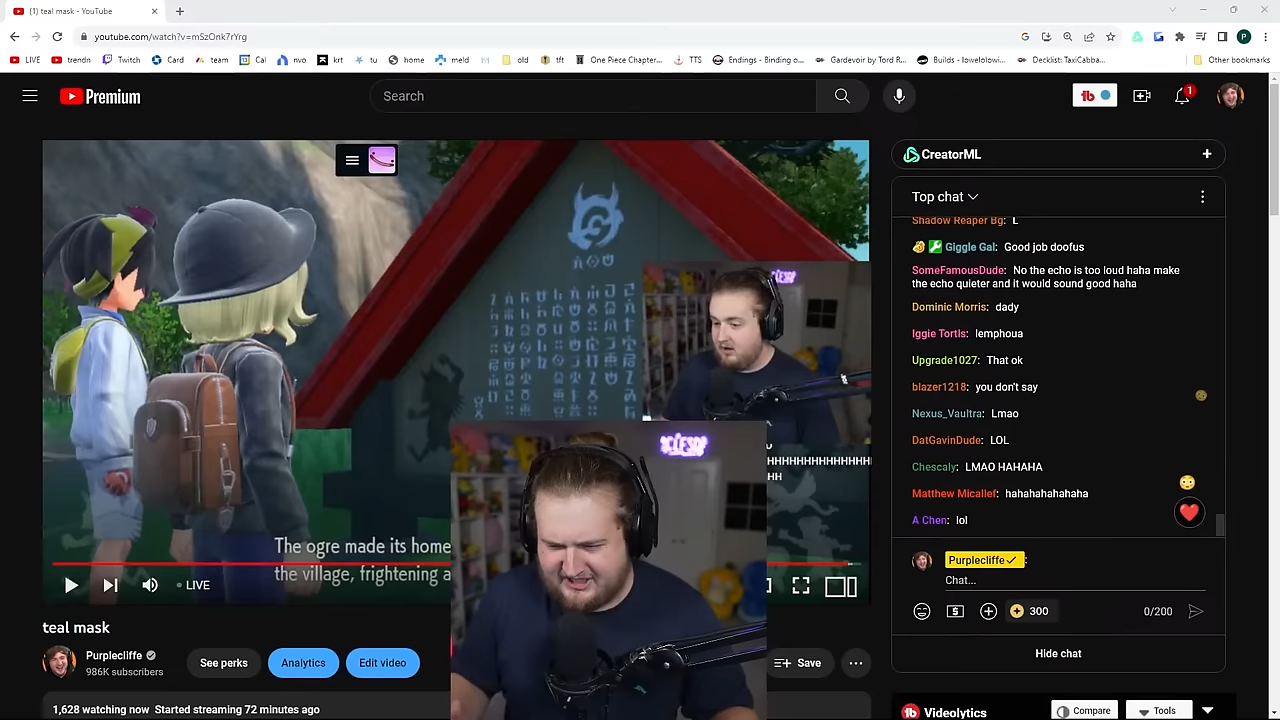 (1) teal mask - YouTube
youtube.com/watch?v=mSzOnk7rYrg
LIVE trendn Twitch Card team Cal nvo krt tu home meld old tft One Piece Chapter... TTS Endings - Binding o... Gardevoir by Tord R... Builds - lowelolowi... Decklist: TaxiCabba... Other bookmarks
Premium
Search
1
CreatorML
Top chat
Shadow Reaper Bg: L
Giggle Gal: Good job doofus
SomeFamousDude: No the echo is too loud haha make
the echo quieter and it would sound good haha
Dominic Morris: dady
Iggie Tortls: lemphoua
Upgrade1027: That ok
blazer1218: you don't say
Nexus_Vaultra: Lmao
DatGavinDude: LOL
Chescaly: LMAO HAHAHA
Matthew Micallef: hahahahahahaha
A Chen: lol
Purplecliffe :
Chat...
300
0/200
Hide chat
The ogre made its home
the village, frightening a
HH
LIVE
teal mask
Purplecliffe
986K subscribers
See perks
Analytics
Edit video
Save
1,628 watching now Started streaming 72 minutes ago
Videolytics
Compare
Tools